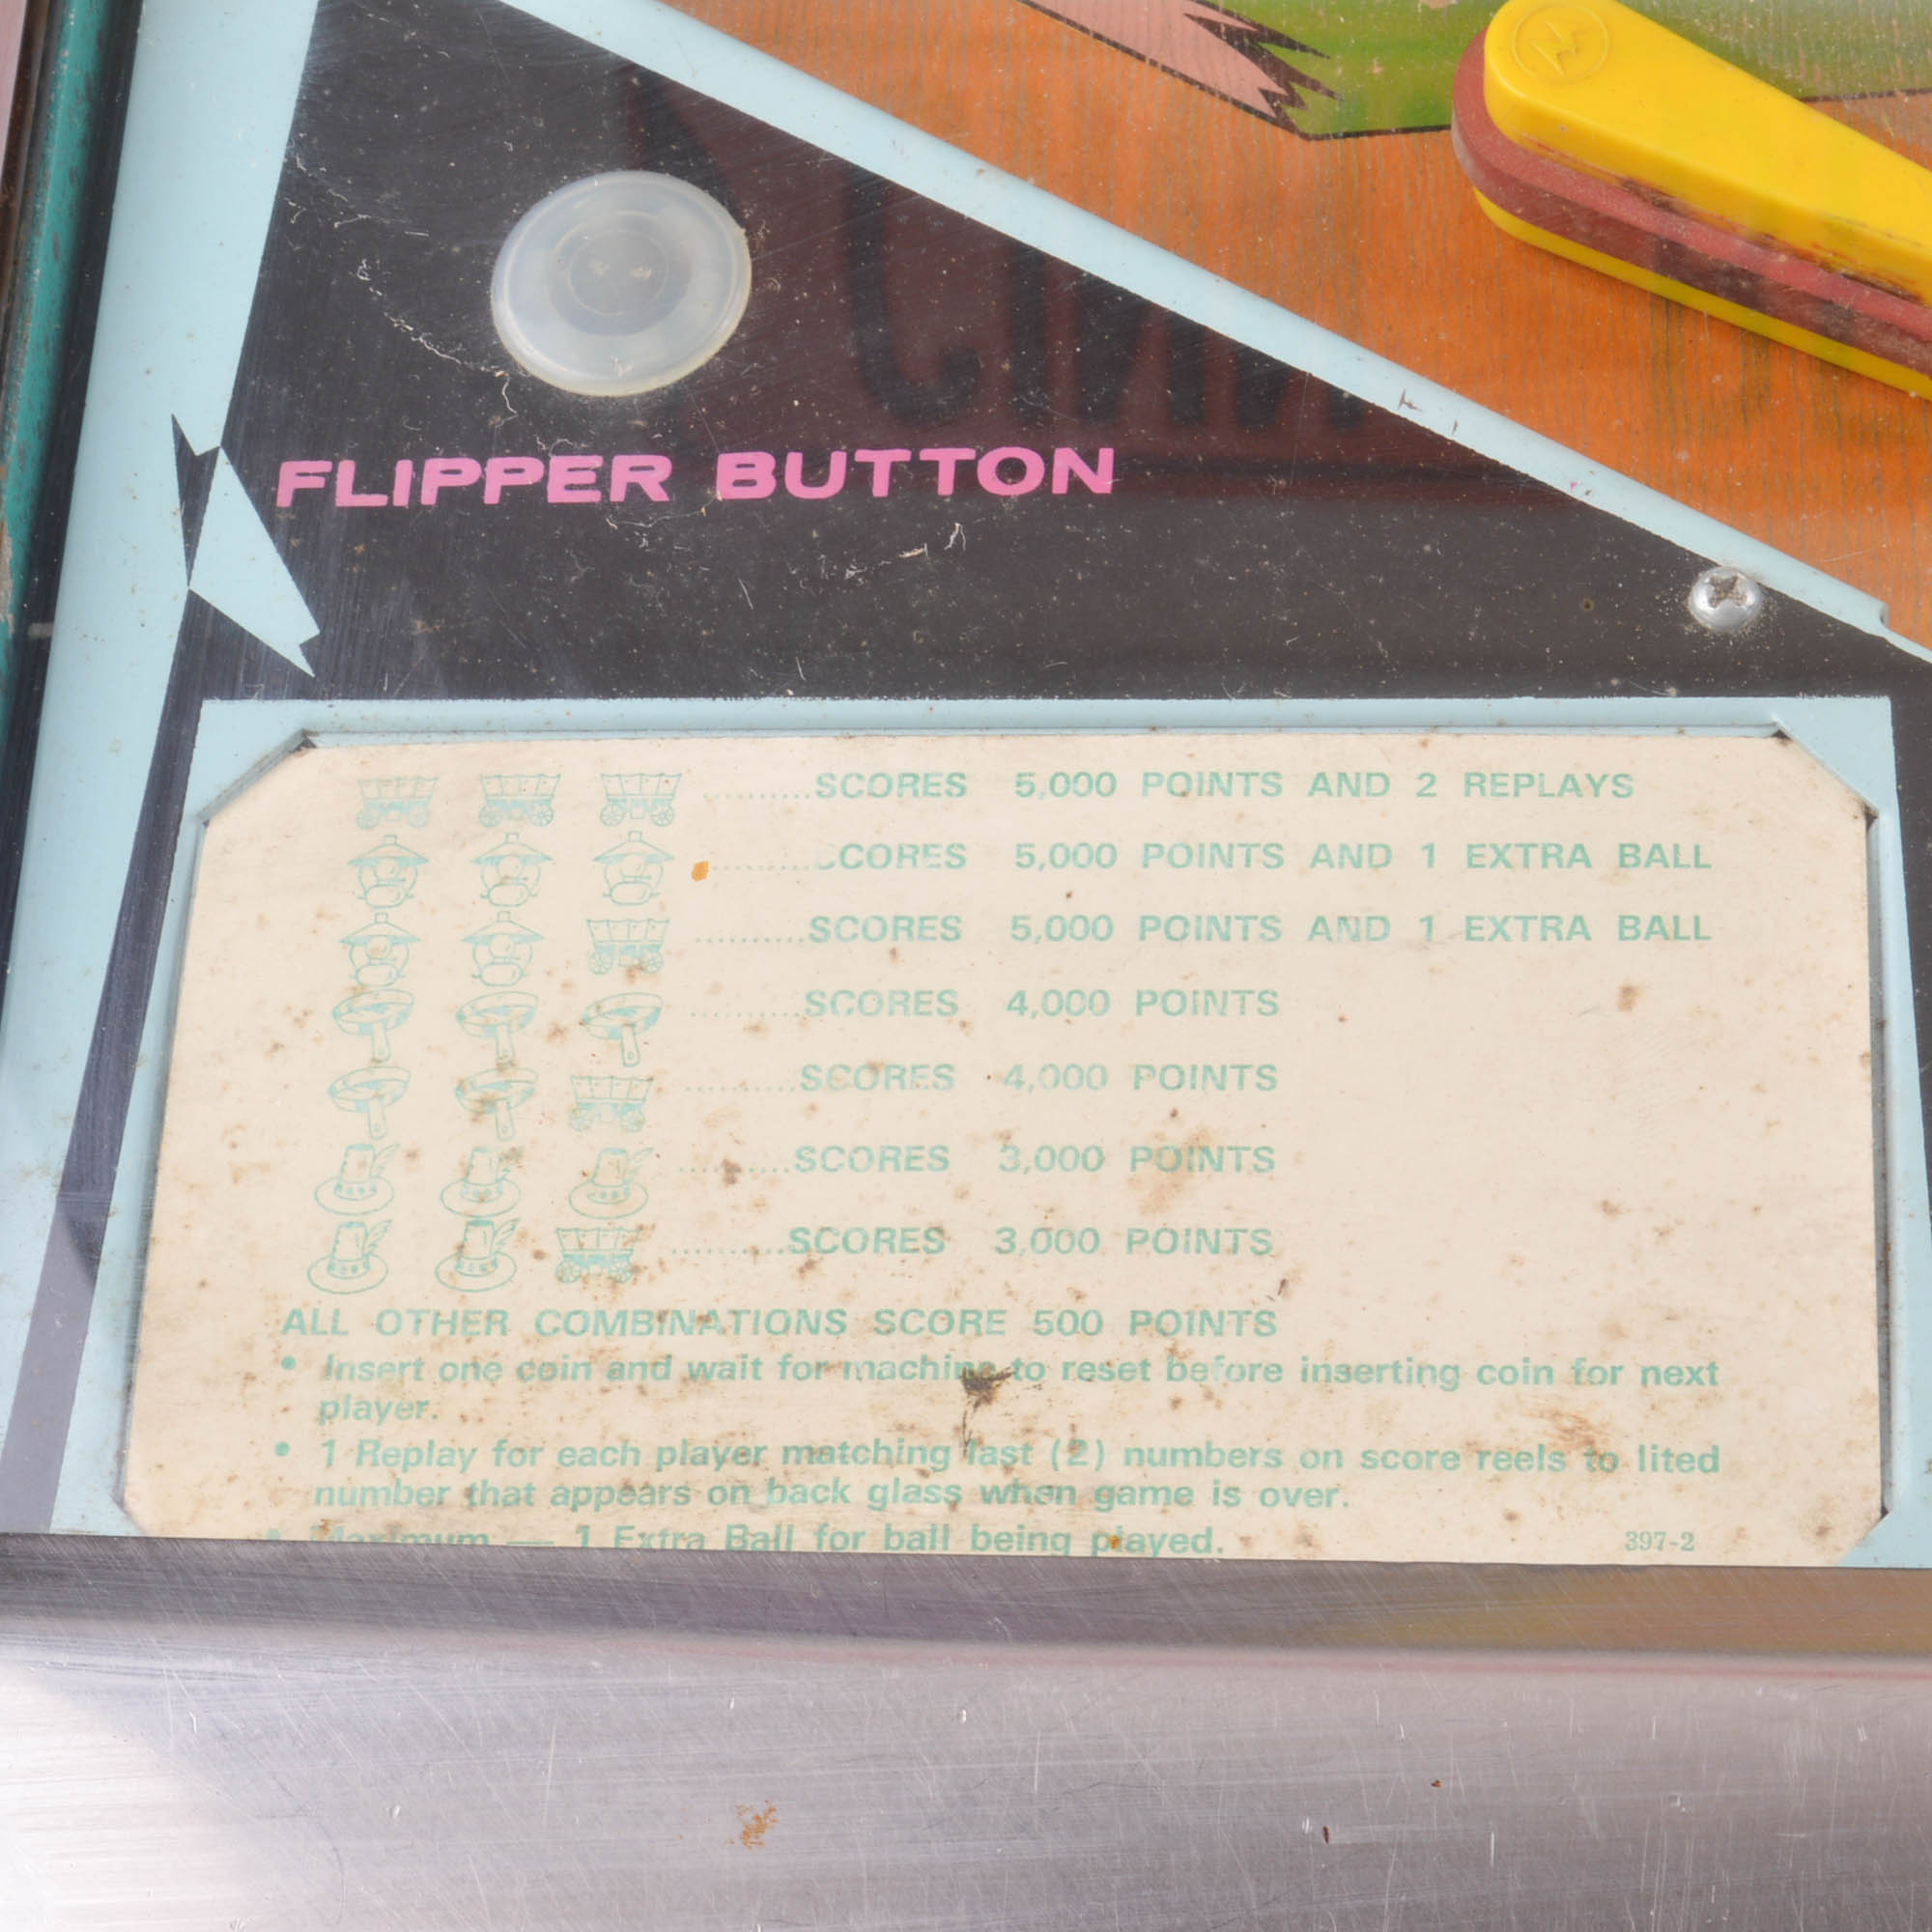 FLIPPER BUTTON
..........SCORES 5,000 POINTS AND 2 REPLAYS
..........SCORES 5,000 POINTS AND 1 EXTRA BALL
..........SCORES 5,000 POINTS AND 1 EXTRA BALL
..........SCORES 4,000 POINTS
..........SCORES 4,000 POINTS
..........SCORES 3,000 POINTS
..........SCORES 3,000 POINTS
ALL OTHER COMBINATIONS SCORE 500 POINTS
• Insert one coin and wait for machine to reset before inserting coin for next
player.
• 1 Replay for each player matching last (2) numbers on score reels to lited
number that appears on back glass when game is over.
• Maximum — 1 Extra Ball for ball being played.
397-2